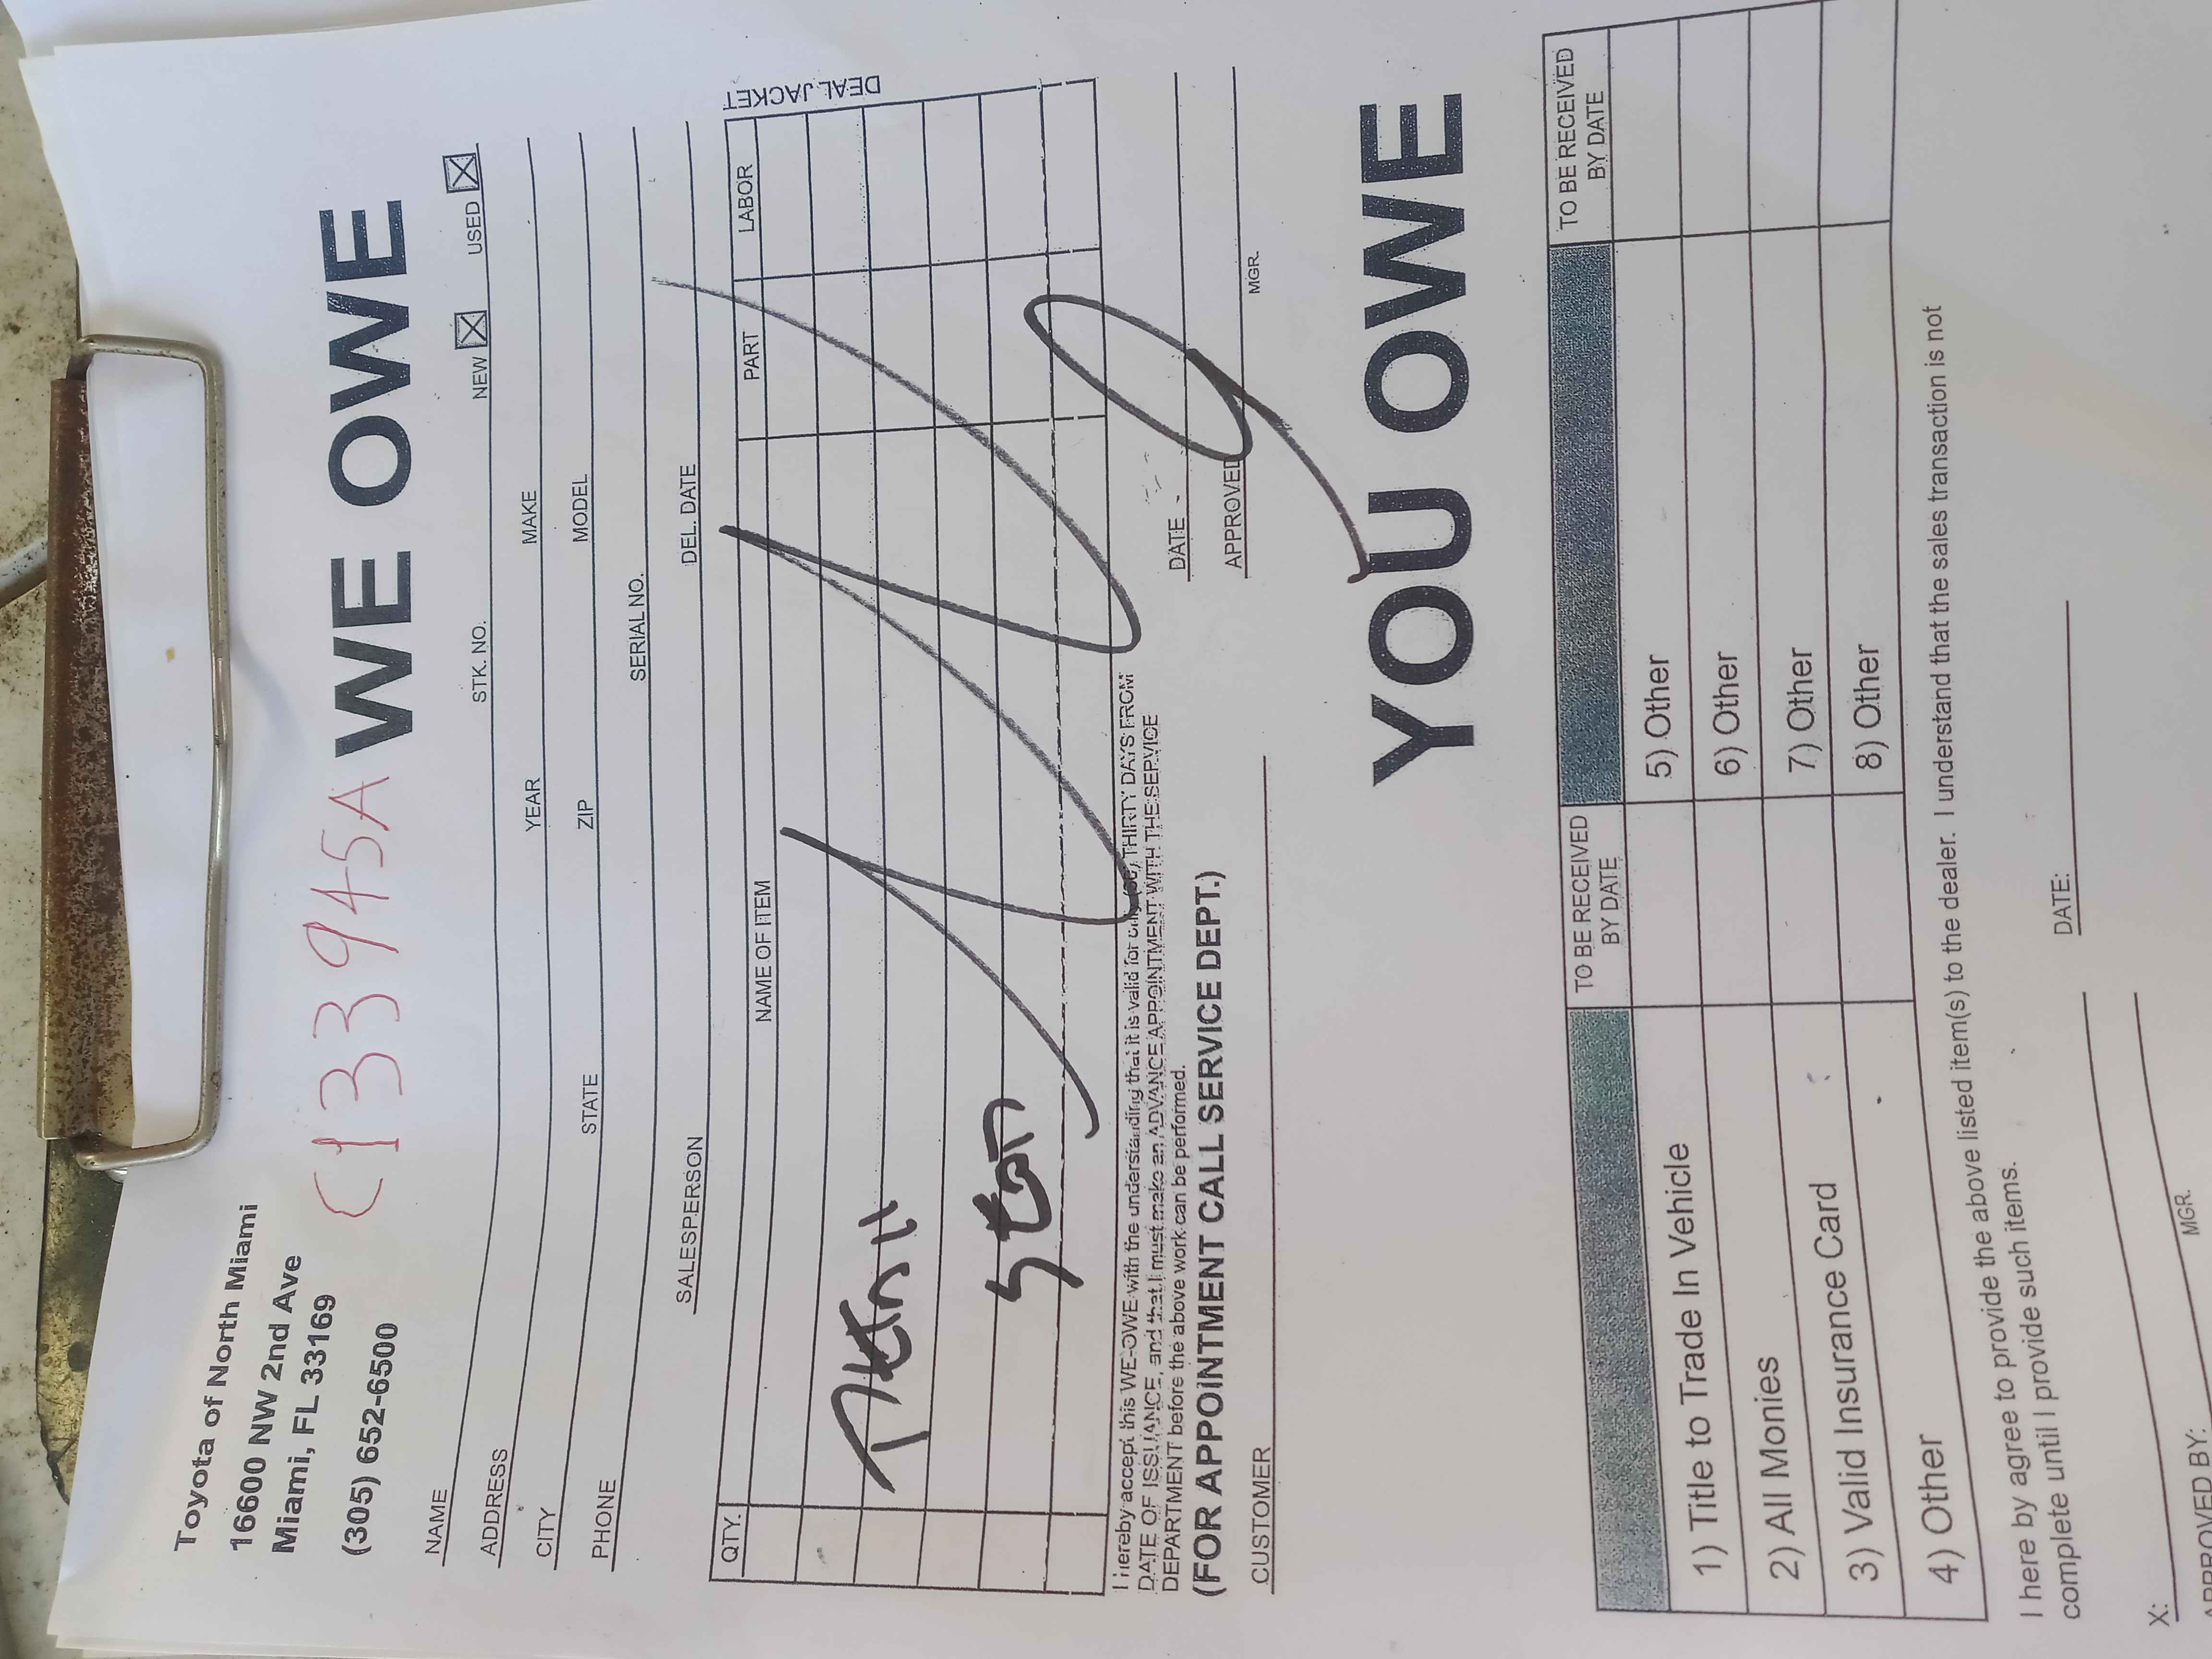 Toyota of North Miami
16600 NW 2nd Ave
Miami, FL 33169
(305) 652-6500
C133945A WE OWE
NAME STK. NO. NEW USED
ADDRESS YEAR MAKE
CITY STATE ZIP MODEL
PHONE SERIAL NO.
SALESPERSON DEL. DATE
QTY. NAME OF ITEM PART LABOR
DEAL JACKET
I hereby accept this WE-OWE with the understanding that it is valid for only THIRTY DAYS FROM
DATE OF ISSUANCE, and that I must make an ADVANCE APPOINTMENT WITH THE SERVICE
DEPARTMENT before the above work can be performed.
(FOR APPOINTMENT CALL SERVICE DEPT.)
DATE
CUSTOMER APPROVED
MGR.
YOU OWE
TO BE RECEIVED BY DATE TO BE RECEIVED BY DATE
1) Title to Trade In Vehicle 5) Other
2) All Monies 6) Other
3) Valid Insurance Card 7) Other
4) Other 8) Other
I here by agree to provide the above listed item(s) to the dealer. I understand that the sales transaction is not
complete until I provide such items.
X: DATE:
APPROVED BY:
MGR.